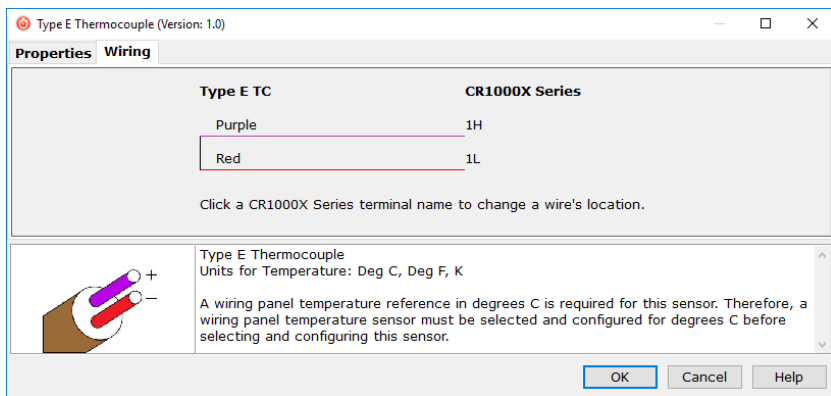 Type E Thermocouple (Version: 1.0)
Properties Wiring
Type E TC CR1000X Series
Purple 1H
Red 1L
Click a CR1000X Series terminal name to change a wire's location.
Type E Thermocouple
Units for Temperature: Deg C, Deg F, K
A wiring panel temperature reference in degrees C is required for this sensor. Therefore, a
wiring panel temperature sensor must be selected and configured for degrees C before
selecting and configuring this sensor.
+
−
OK Cancel Help